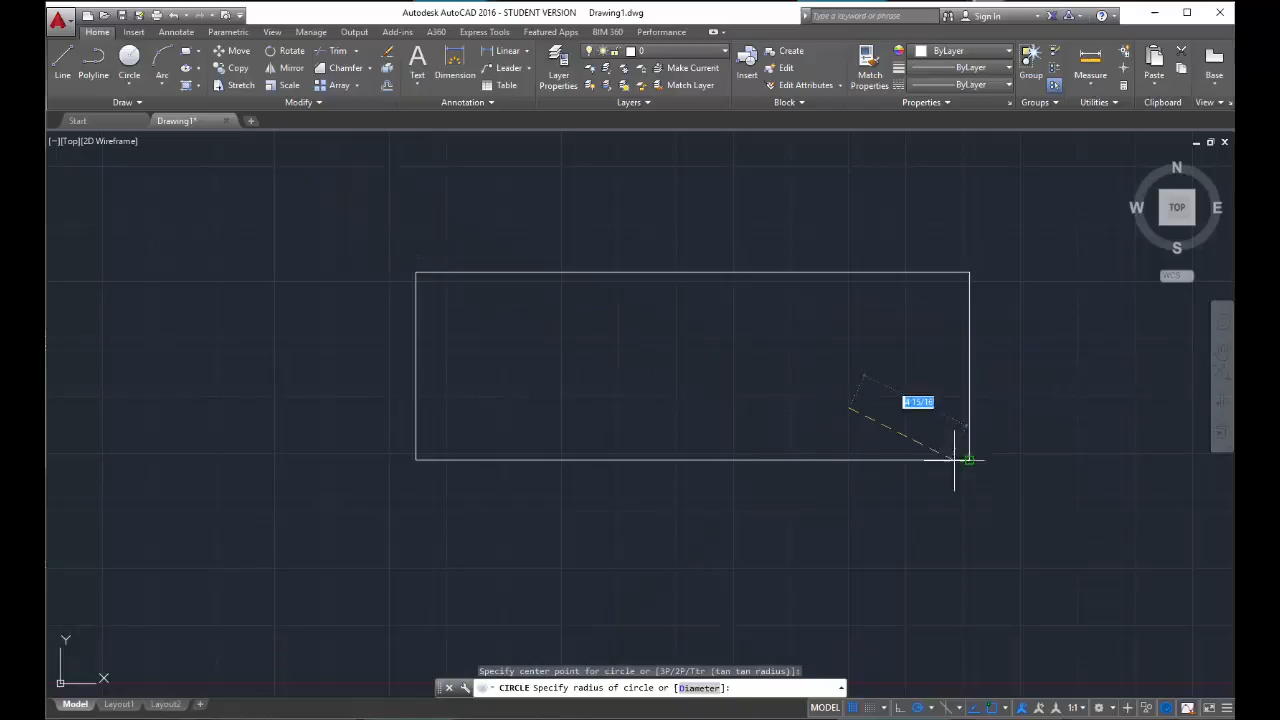 Autodesk AutoCAD 2016 - STUDENT VERSION Drawing1.dwg
Type a keyword or phrase
Sign In
Home Insert Annotate Parametric View Manage Output Add-ins A360 Express Tools Featured Apps BIM 360 Performance
Line
Polyline
Circle
Arc
Move
Rotate
Trim
Copy
Mirror
Chamfer
Stretch
Scale
Array
Text
Dimension
Linear
Leader
Table
Layer
Properties
0
Make Current
Match Layer
Insert
Create
Edit
Edit Attributes
Match
Properties
ByLayer
ByLayer
ByLayer
Group
Measure
Paste
Base
Draw Modify Annotation Layers Block Properties Groups Utilities Clipboard View
Start Drawing1*
[−][Top][2D Wireframe]
N
W TOP E
S
WCS
4 15/16
Y
X
Specify center point for circle or [3P/2P/Ttr (tan tan radius)]:
CIRCLE Specify radius of circle or [Diameter]:
Model Layout1 Layout2
MODEL
1:1